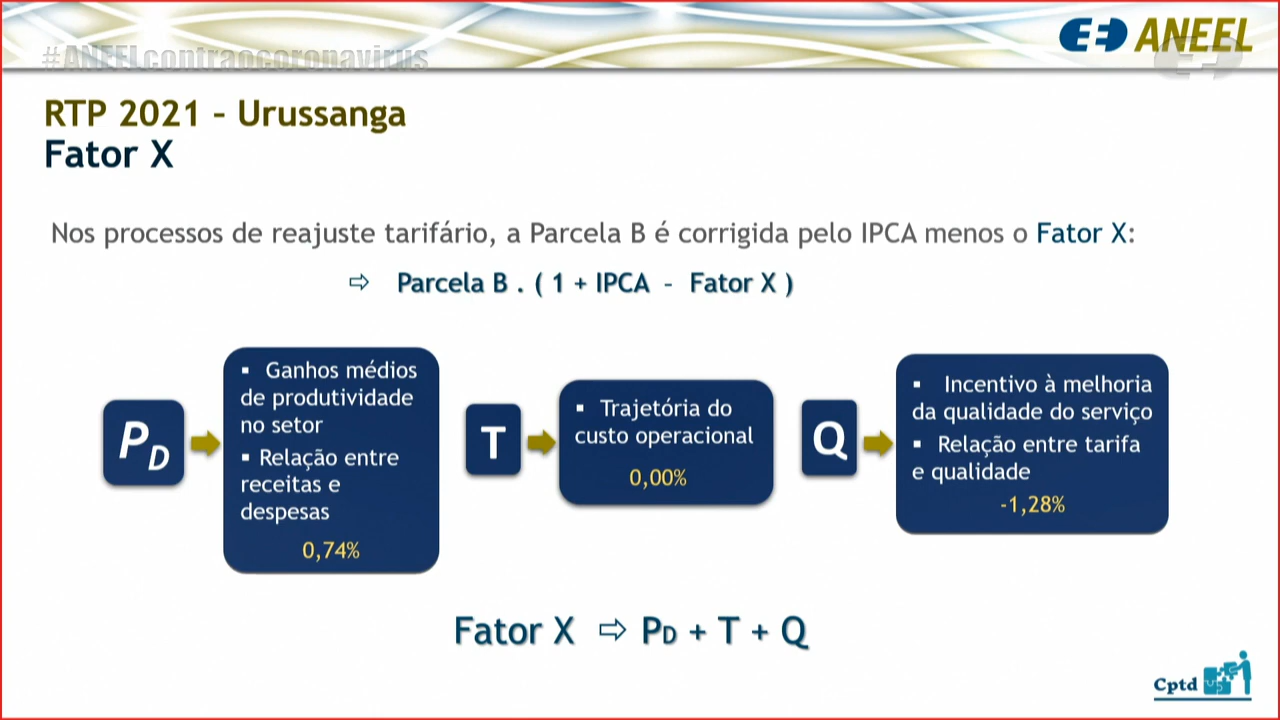 ANEEL
#ANEELcontraocoronavirus
RTP 2021 – Urussanga
Fator X
Nos processos de reajuste tarifário, a Parcela B é corrigida pelo IPCA menos o Fator X:
⇨ Parcela B . ( 1 + IPCA – Fator X )
PD
▪ Ganhos médios
de produtividade
no setor
▪ Relação entre
receitas e
despesas
0,74%
T
▪ Trajetória do
custo operacional
0,00%
Q
▪ Incentivo à melhoria
da qualidade do serviço
▪ Relação entre tarifa
e qualidade
-1,28%
Fator X ⇨ PD + T + Q
Cptd